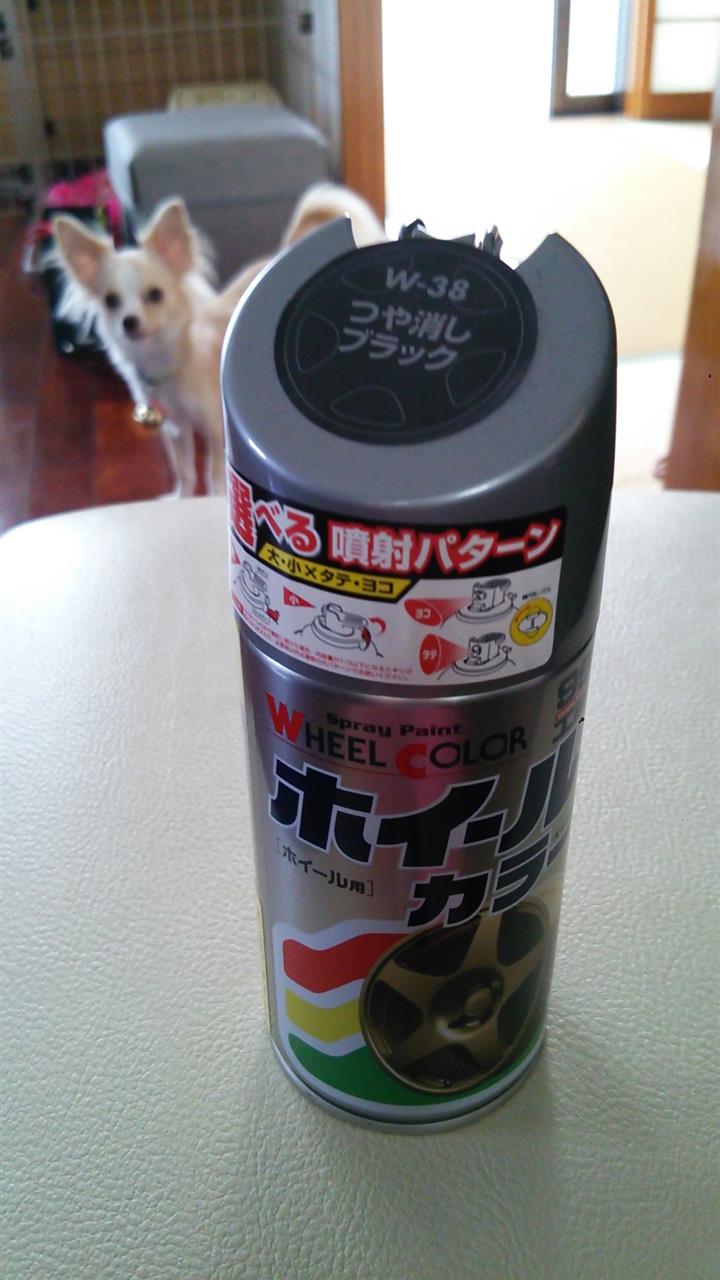 W-38
つや消し
ブラック
選べる 噴射パターン
大・小×タテ・ヨコ
小
ヨコ
タテ
Spray Paint
WHEEL COLOR
ホイール
カラー
[ホイール用]